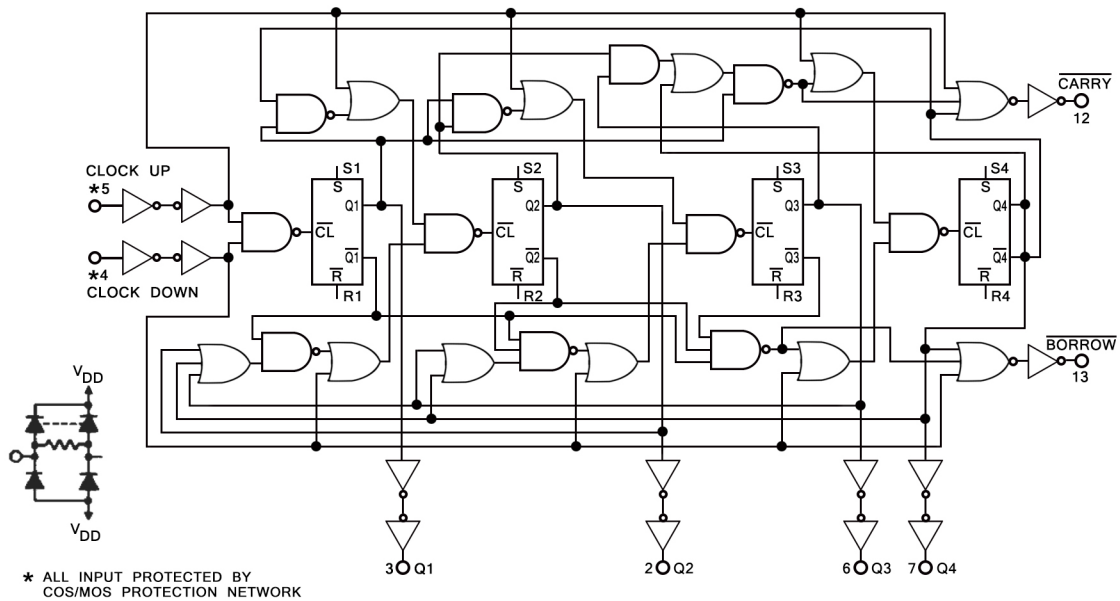 CARRY
12
CLOCK UP
*5
*4
CLOCK DOWN
S1
S
Q1
CL
Q1
R
R1
S2
S
Q2
CL
Q2
R
R2
S3
S
Q3
CL
Q3
R
R3
S4
S
Q4
CL
Q4
R
R4
BORROW
13
VDD
VDD
3 Q1
2 Q2
6 Q3
7 Q4
* ALL INPUT PROTECTED BY
COS/MOS PROTECTION NETWORK